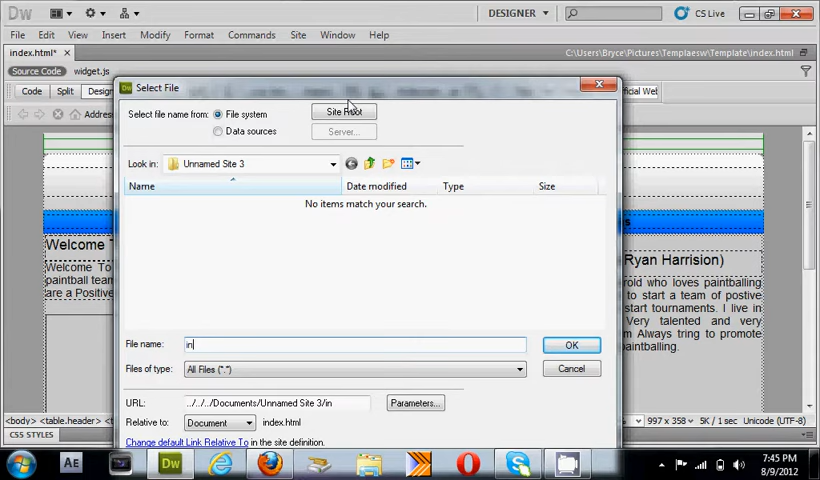 Dw
DESIGNER
CS Live
File Edit View Insert Modify Format Commands Site Window Help
index.html*
C:\Users\Bryce\Pictures\Templaesw\Template\index.html
Source Code widget.js
Code Split Design
Address
Select File
Select file name from: File system
Site Root
Data sources
Server...
Look in: Unnamed Site 3
Name Date modified Type Size
No items match your search.
Welcome T
Welcome To
paintball team
are a Positive
Ryan Harrision)
roid who loves paintballing
to start a team of postive
start tournaments. I live in
Very talented and very
m Always tring to promote
paintballing.
File name: in
OK
Files of type: All Files (*.*)
Cancel
URL: ../../../Documents/Unnamed Site 3/in
Parameters...
Relative to: Document index.html
Change default Link Relative To in the site definition.
<body> <table.header>
997 x 358 5K / 1 sec Unicode (UTF-8)
CSS STYLES
AE
Dw
7:45 PM
8/9/2012